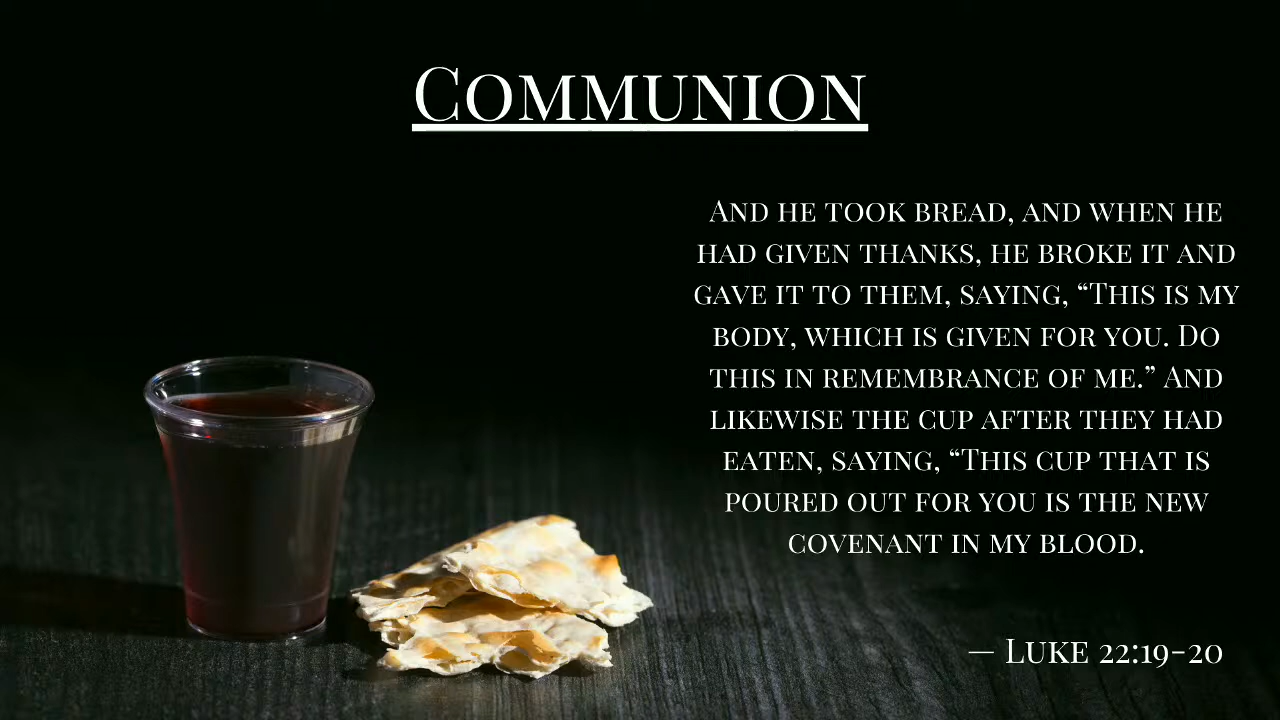 Communion
And he took bread, and when he
had given thanks, he broke it and
gave it to them, saying, “This is my
body, which is given for you. Do
this in remembrance of me.” And
likewise the cup after they had
eaten, saying, “This cup that is
poured out for you is the new
covenant in my blood.
— Luke 22:19-20